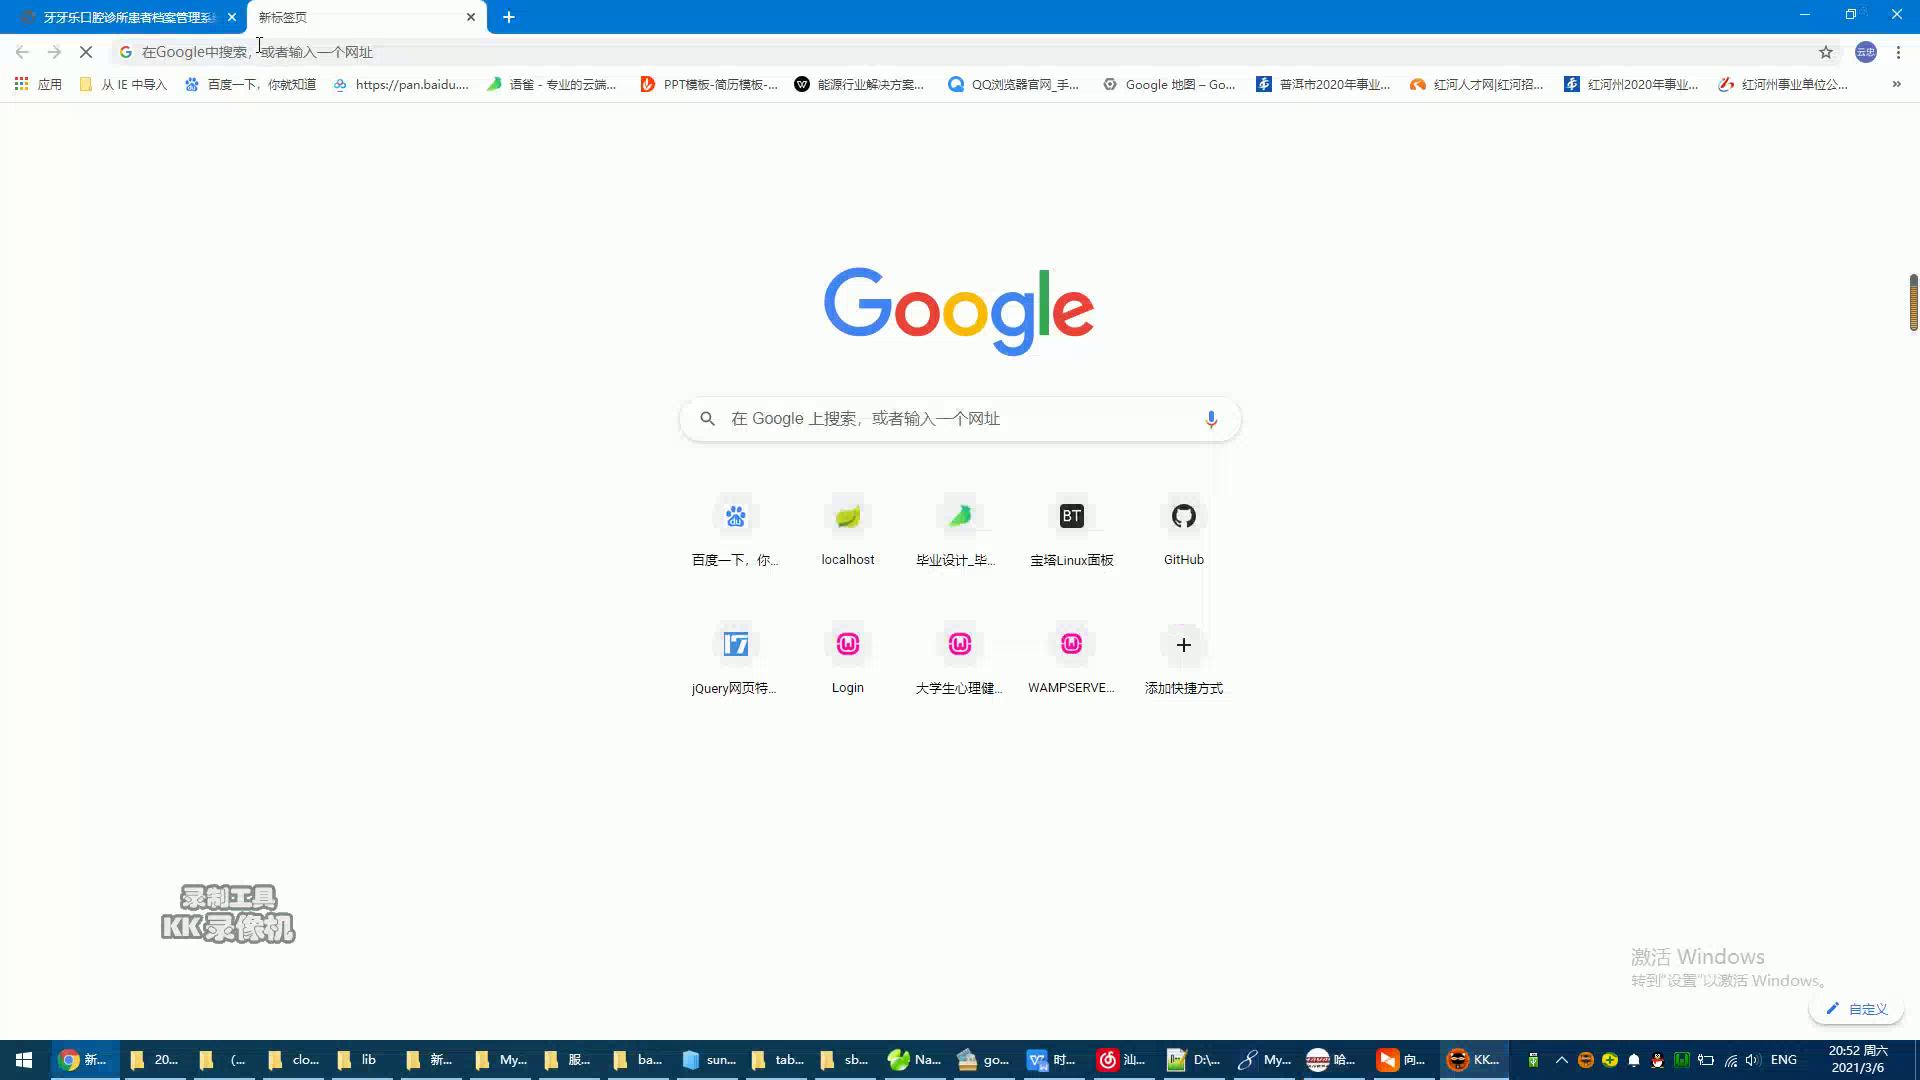 牙牙乐口腔诊所患者档案管理系
新标签页
在Google中搜索，或者输入一个网址
云忠
应用
从 IE 中导入
百度一下，你就知道
https://pan.baidu....
语雀 - 专业的云端...
PPT模板-简历模板-...
能源行业解决方案...
QQ浏览器官网_手...
Google 地图 – Go...
普洱市2020年事业...
红河人才网|红河招...
红河州2020年事业...
红河州事业单位公...
»
Google
在 Google 上搜索，或者输入一个网址
百度一下，你...
localhost
毕业设计_毕...
BT
宝塔Linux面板
GitHub
jQuery网页特...
Login
大学生心理健...
WAMPSERVE...
添加快捷方式
录制工具
KK录像机
激活 Windows
转到"设置"以激活 Windows。
自定义
新...
20...
(...
clo...
lib
新...
My...
服...
ba...
sun...
tab...
sb...
Na...
go...
时...
汕...
D:\...
My...
哈...
向...
KK...
ENG
20:52 周六
2021/3/6